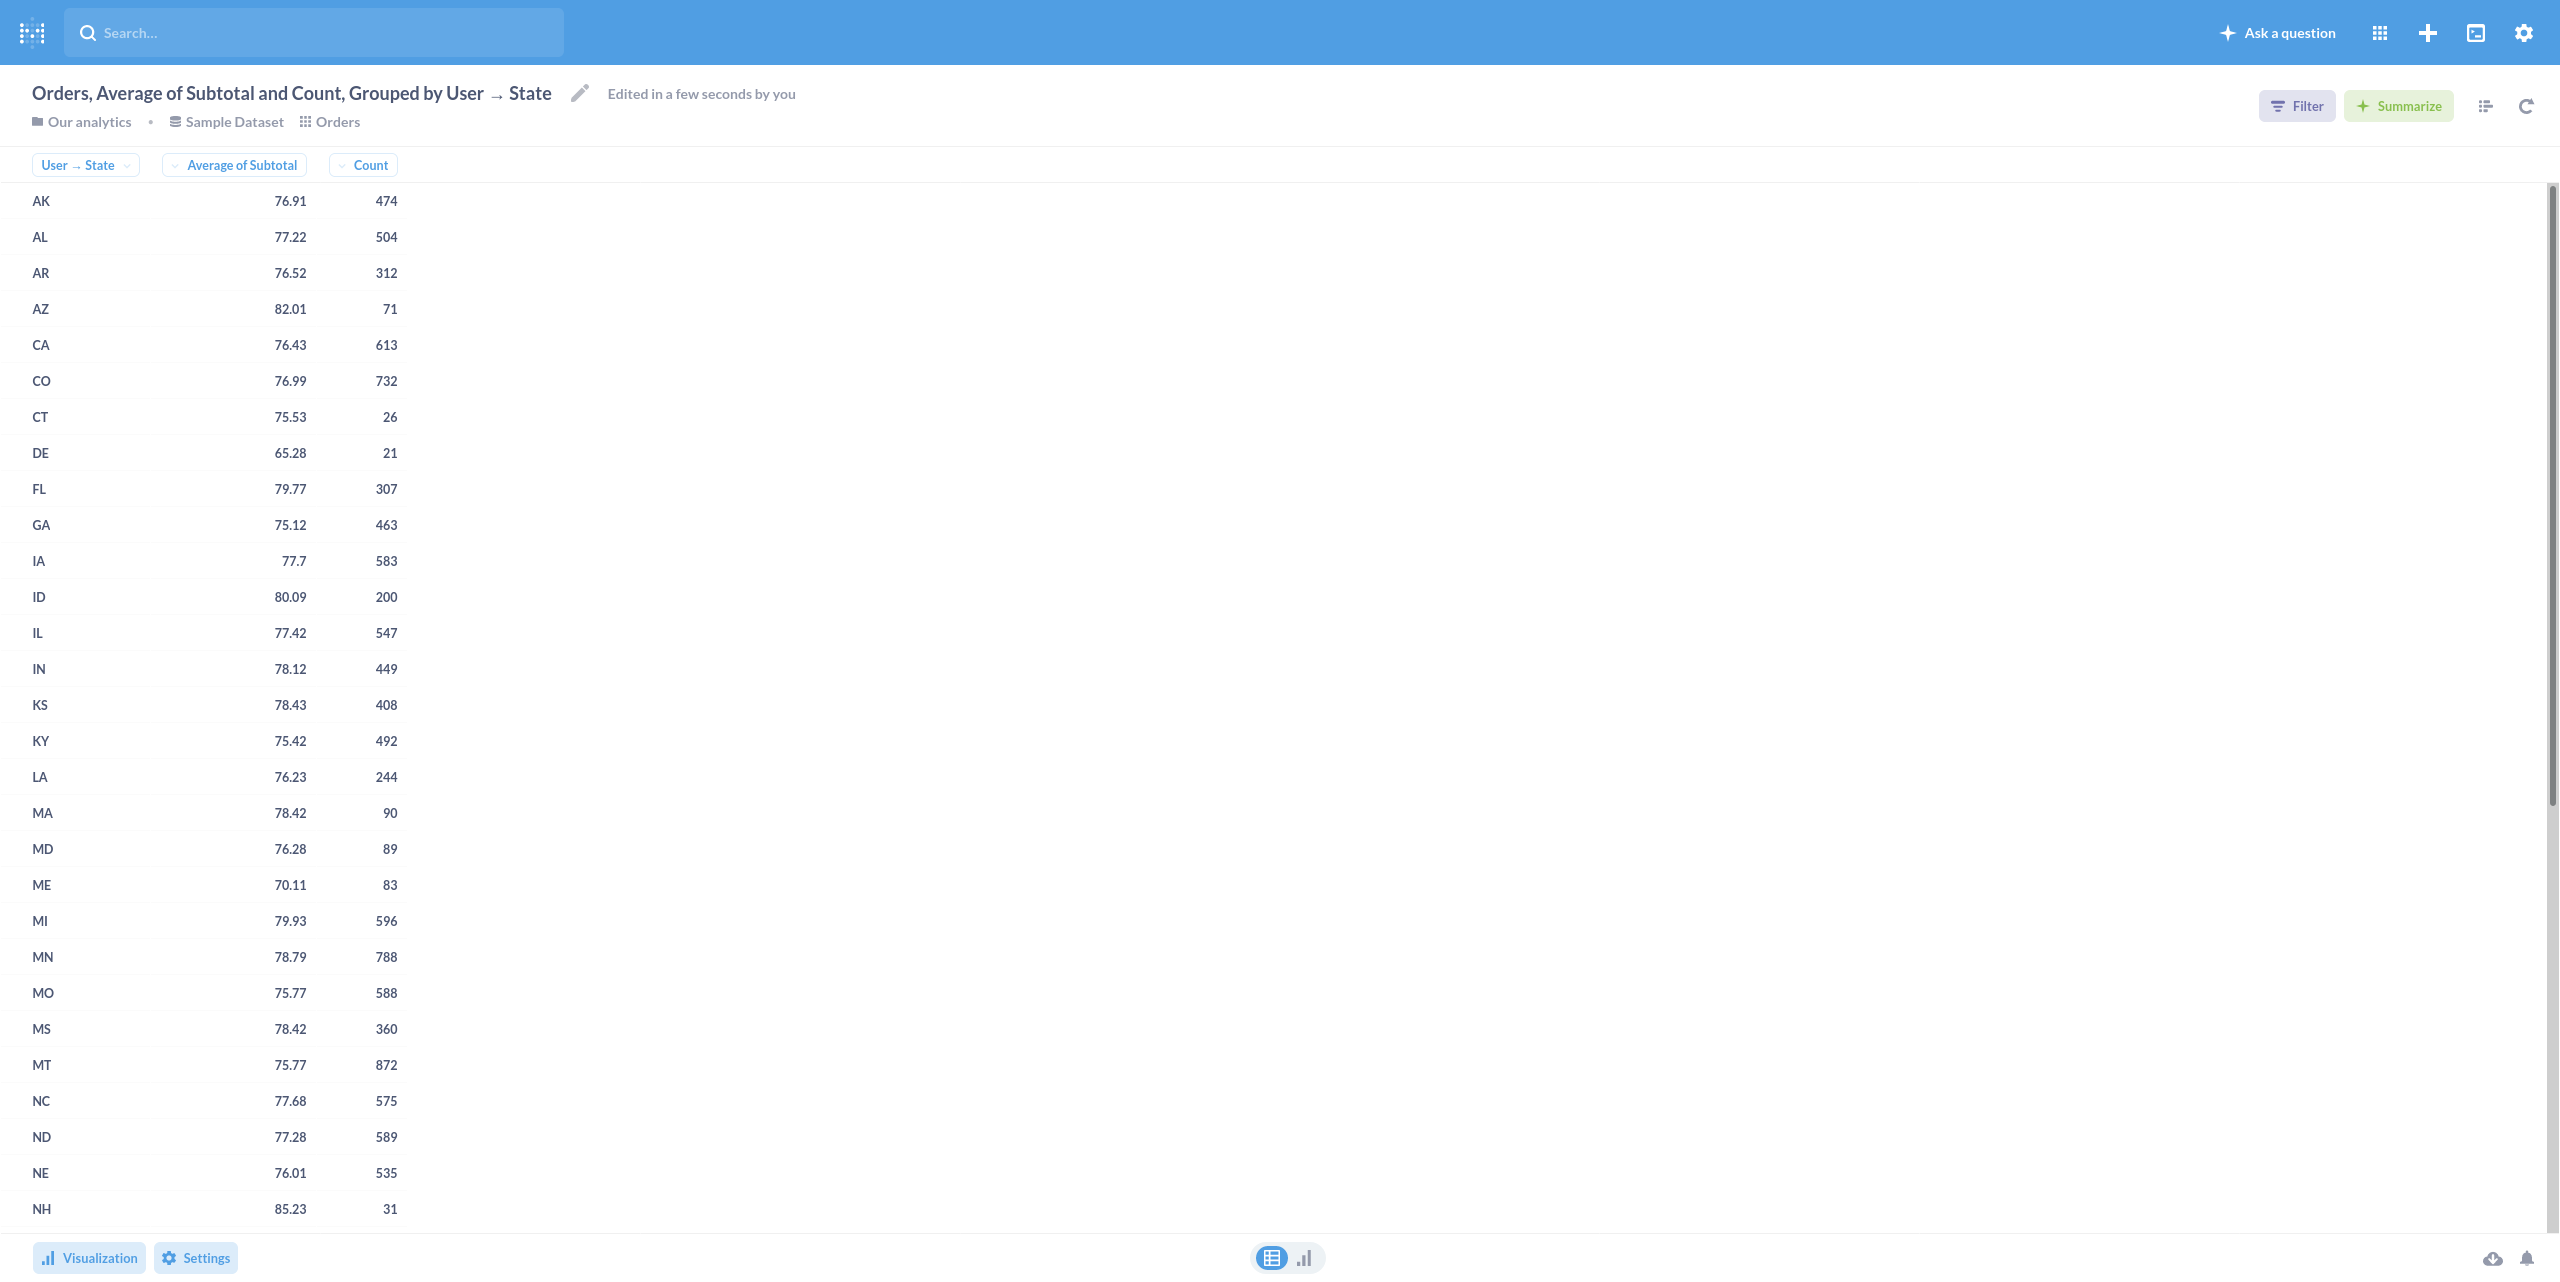 Search...
Ask a question
Orders, Average of Subtotal and Count, Grouped by User → State
Edited in a few seconds by you
Our analytics • Sample Dataset Orders
Filter
Summarize
User → State Average of Subtotal Count
AK 76.91 474
AL 77.22 504
AR 76.52 312
AZ 82.01 71
CA 76.43 613
CO 76.99 732
CT 75.53 26
DE 65.28 21
FL 79.77 307
GA 75.12 463
IA 77.7 583
ID 80.09 200
IL 77.42 547
IN 78.12 449
KS 78.43 408
KY 75.42 492
LA 76.23 244
MA 78.42 90
MD 76.28 89
ME 70.11 83
MI 79.93 596
MN 78.79 788
MO 75.77 588
MS 78.42 360
MT 75.77 872
NC 77.68 575
ND 77.28 589
NE 76.01 535
NH 85.23 31
Visualization Settings